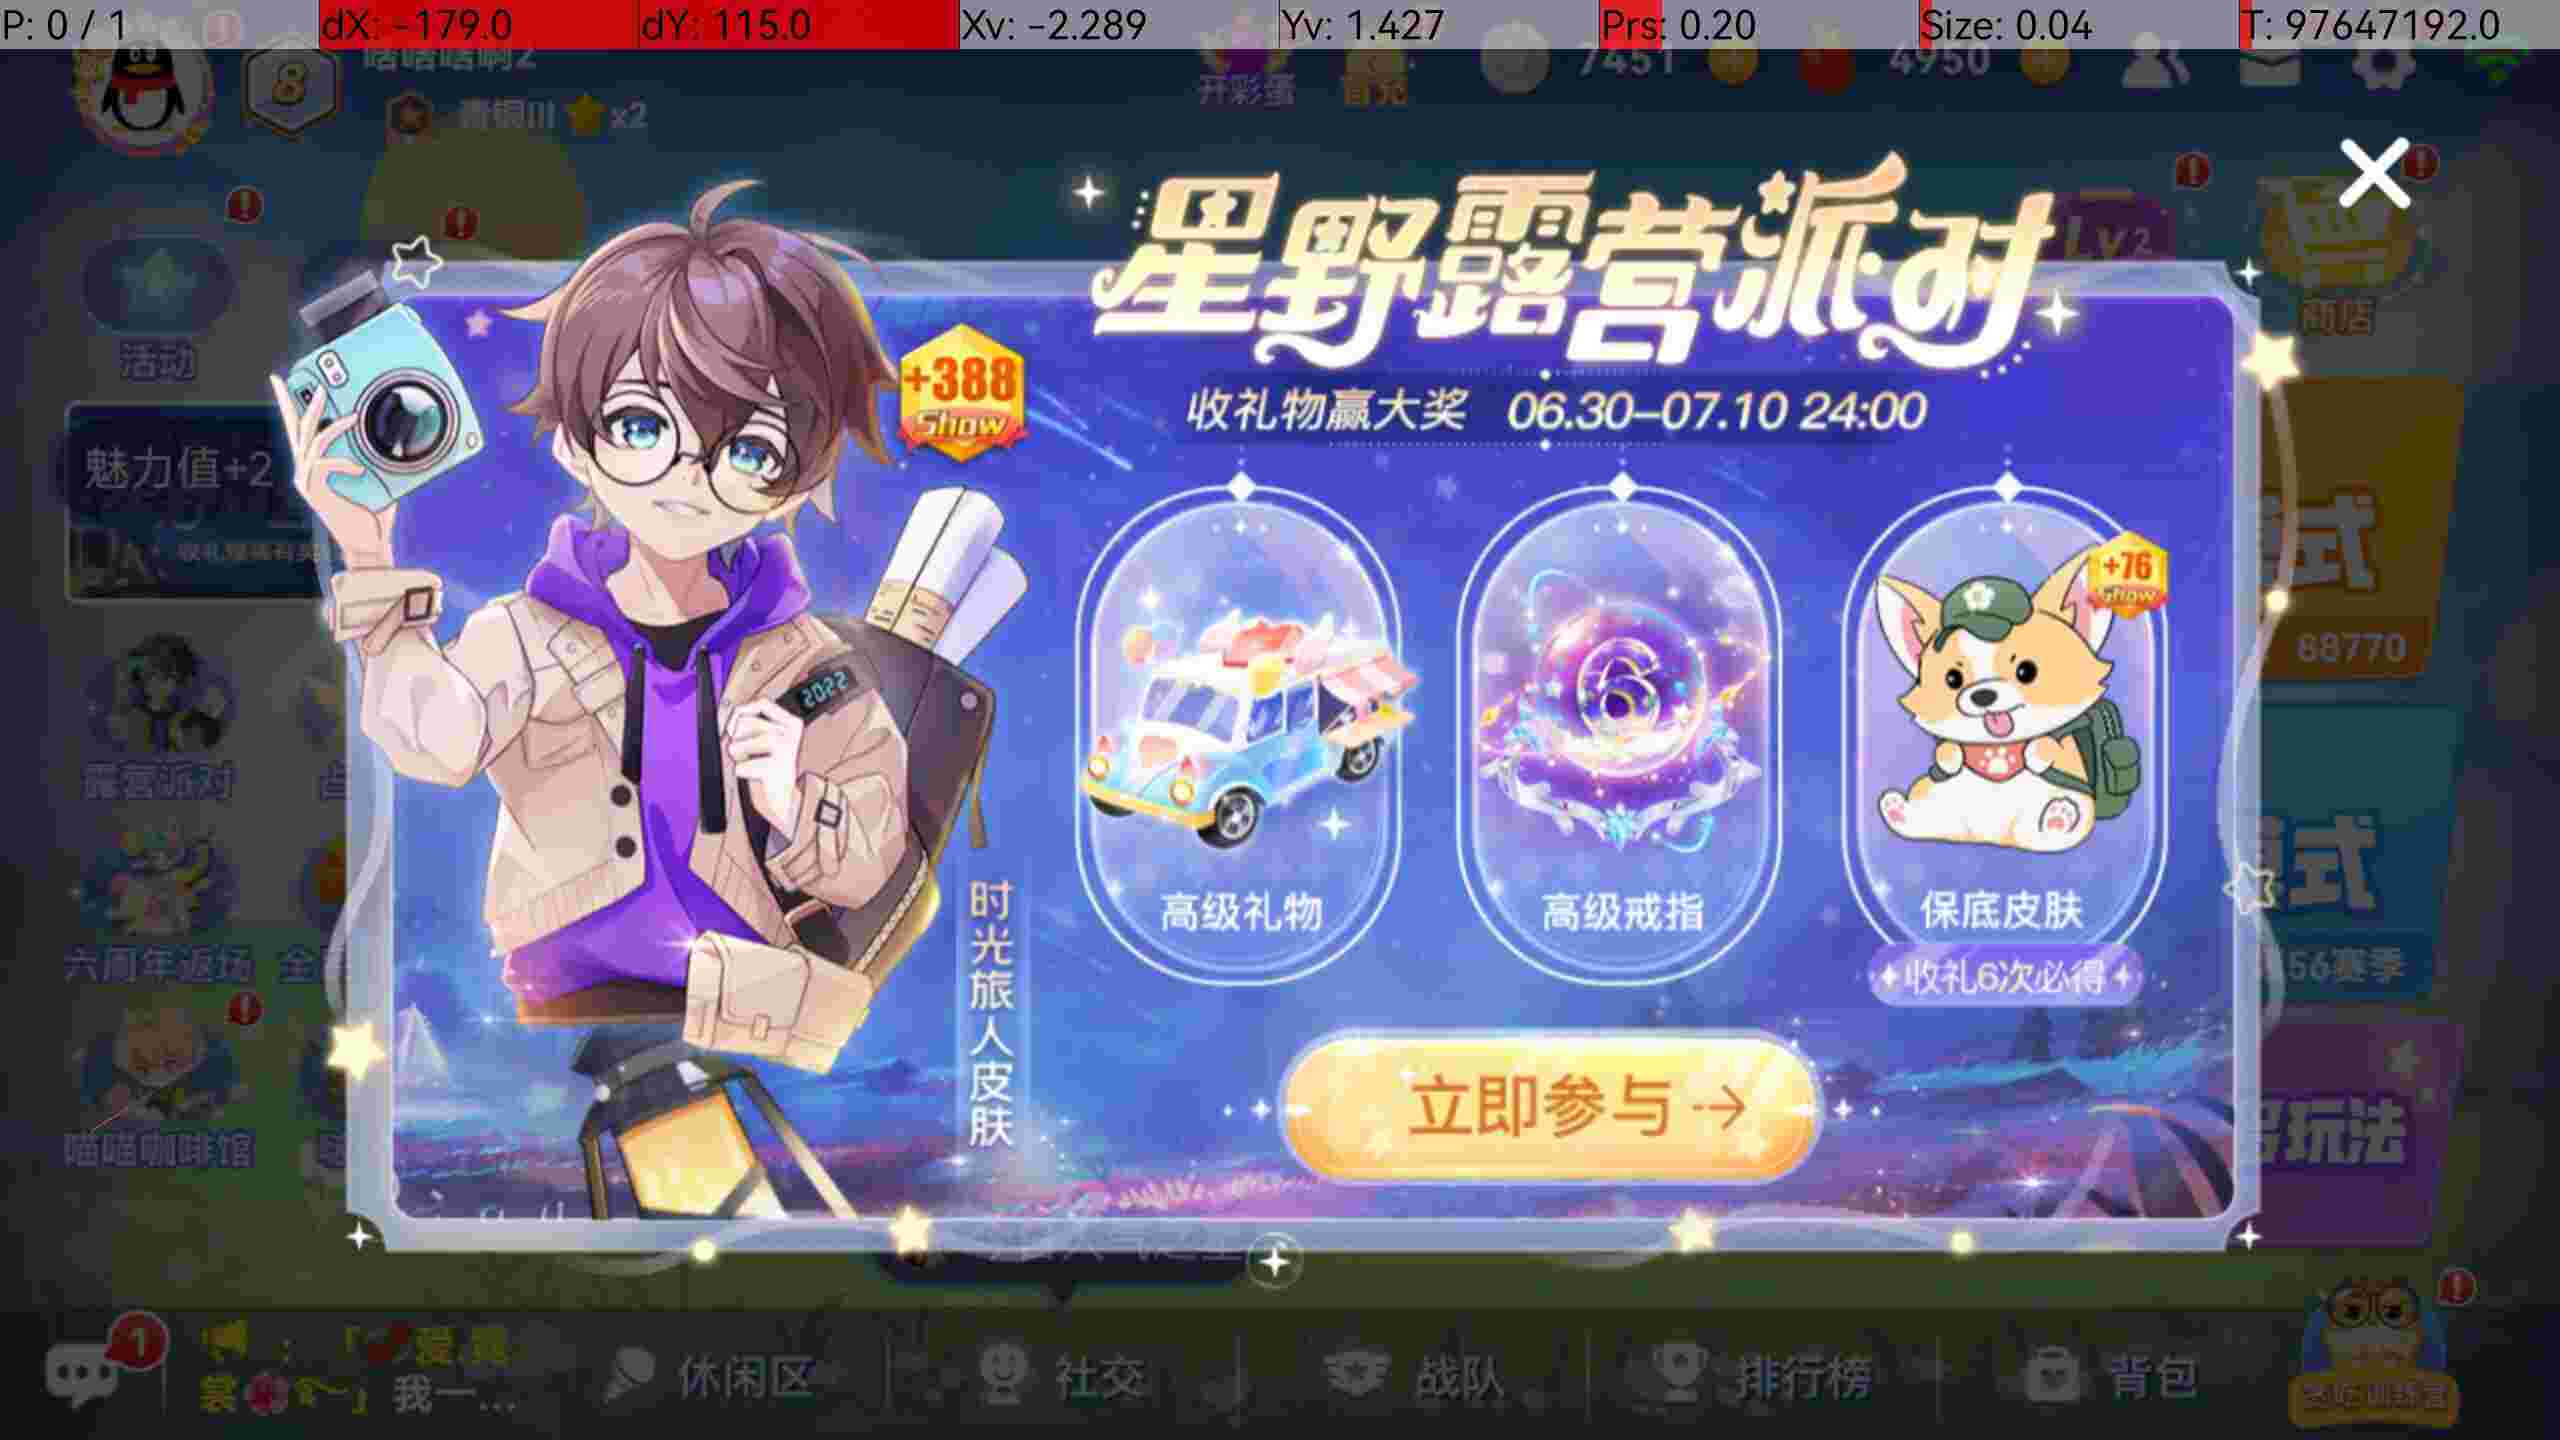 P: 0 / 1
dX: -179.0
dY: 115.0
Xv: -2.289
Yv: 1.427
Prs: 0.20
Size: 0.04
T: 97647192.0
8
x2
开彩蛋
首充
7451
4950
星野露营派对
Lv2
收礼物赢大奖 06.30-07.10 24:00
+388
Show
+76
Show
2022
活动
商店
魅力值+2
式
68770
露营派对
时光旅人皮肤
高级礼物
高级戒指
保底皮肤
收礼6次必得
六周年返场
式
56赛季
立即参与
喵喵咖啡馆
玩法
1
我一...
休闲区
社交
战队
排行榜
背包